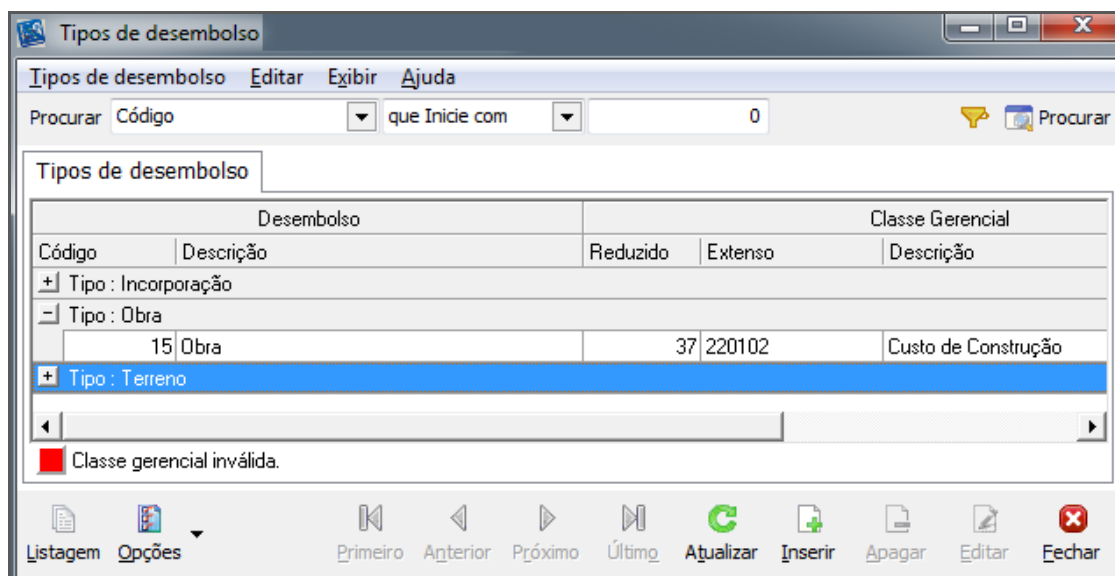 Tipos de desembolso
Tipos de desembolso Editar Exibir Ajuda
Procurar Código que Inicie com 0 Procurar
Tipos de desembolso
Desembolso Classe Gerencial
Código Descrição Reduzido Extenso Descrição
Tipo : Incorporação
Tipo : Obra
15 Obra 37 220102 Custo de Construção
Tipo : Terreno
Classe gerencial inválida.
Listagem Opções Primeiro Anterior Próximo Último Atualizar Inserir Apagar Editar Fechar